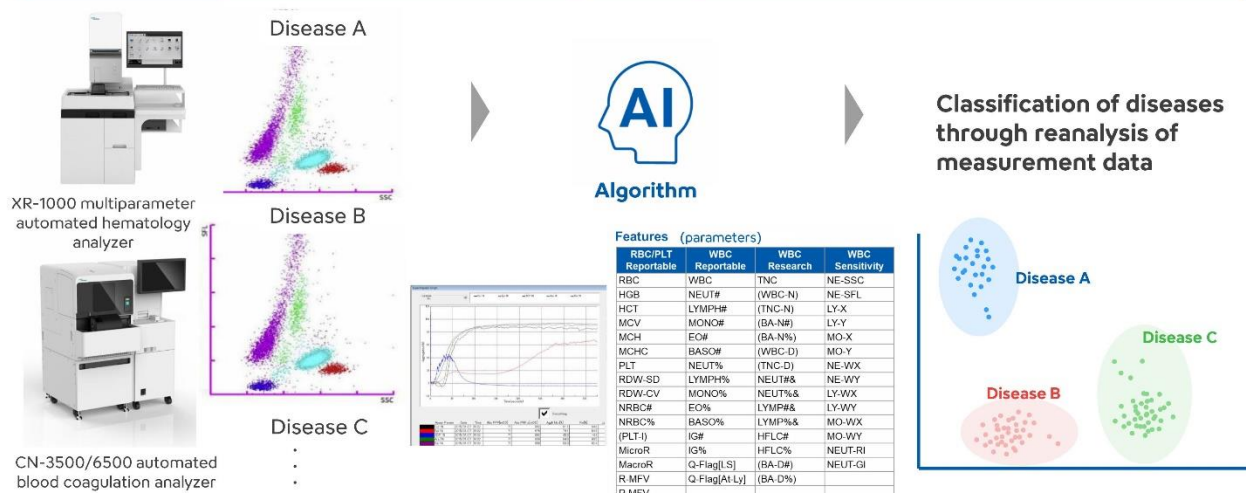 Disease A
SSC
XR-1000 multiparameter
automated hematology
analyzer
Disease B
SFL
SSC
Disease C
CN-3500/6500 automated
blood coagulation analyzer
AI
Algorithm
Features (parameters)
RBC/PLT Reportable WBC Reportable WBC Research WBC Sensitivity
RBC WBC TNC NE-SSC
HGB NEUT# (WBC-N) NE-SFL
HCT LYMPH# (TNC-N) LY-X
MCV MONO# (BA-N#) LY-Y
MCH EO# (BA-N%) MO-X
MCHC BASO# (WBC-D) MO-Y
PLT NEUT% (TNC-D) NE-WX
RDW-SD LYMPH% NEUT#& NE-WY
RDW-CV MONO% NEUT%& LY-WX
NRBC# EO% LYMP#& LY-WY
NRBC% BASO% LYMP%& MO-WX
(PLT-I) IG# HFLC# MO-WY
MicroR IG% HFLC% NEUT-RI
MacroR Q-Flag[LS] (BA-D#) NEUT-GI
R-MFV Q-Flag[At-Ly] (BA-D%)
R-MFV
Classification of diseases
through reanalysis of
measurement data
Disease A
Disease C
Disease B